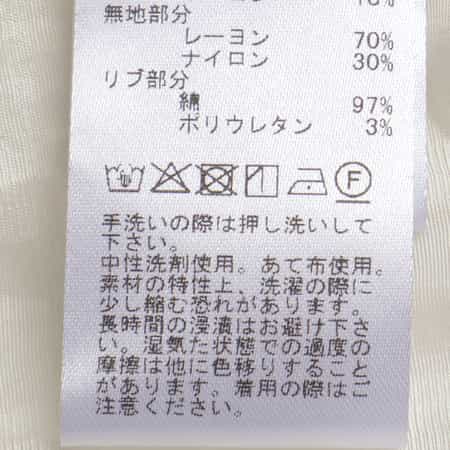 無地部分
レーヨン 70%
ナイロン 30%
リブ部分
綿 97%
ポリウレタン 3%
F
手洗いの際は押し洗いして
下さい。
中性洗剤使用。あて布使用。
素材の特性上、洗濯の際に
少し縮む恐れがあります。
長時間の浸漬はお避け下さ
い。湿気た状態での過度の
摩擦は他に色移りすること
があります。着用の際はご
注意ください。